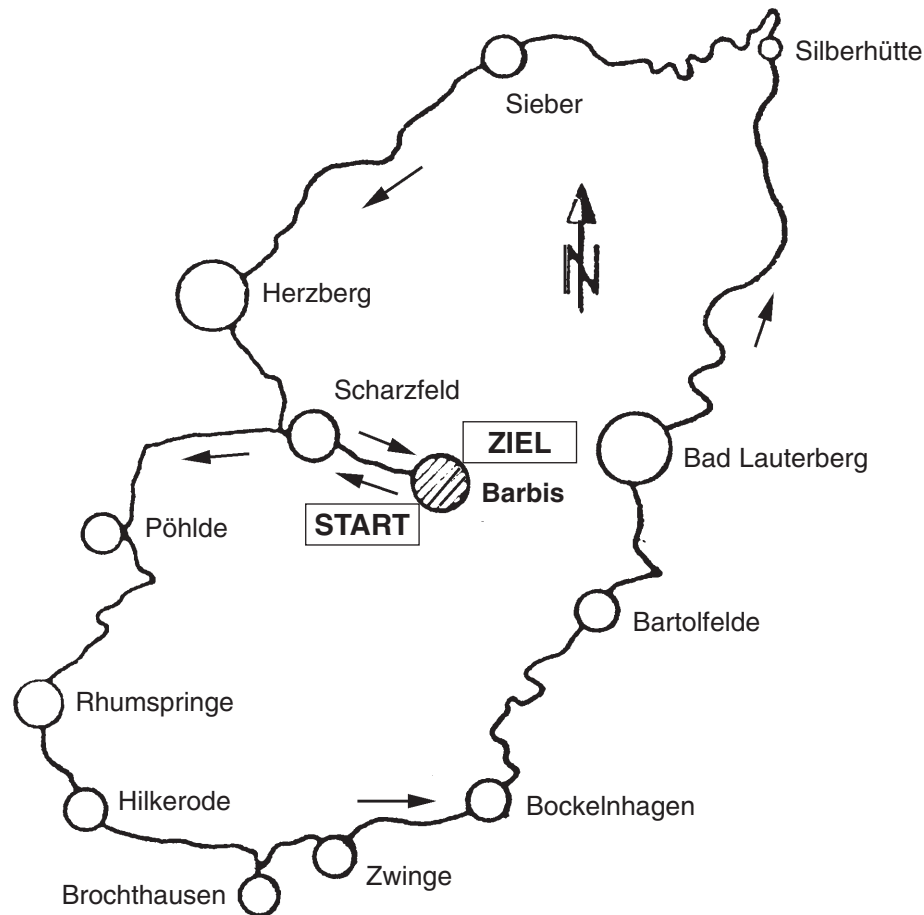 Silberhütte
Sieber
N
Herzberg
Scharzfeld
ZIEL
Bad Lauterberg
Barbis
START
Pöhlde
Bartolfelde
Rhumspringe
Hilkerode
Bockelnhagen
Zwinge
Brochthausen